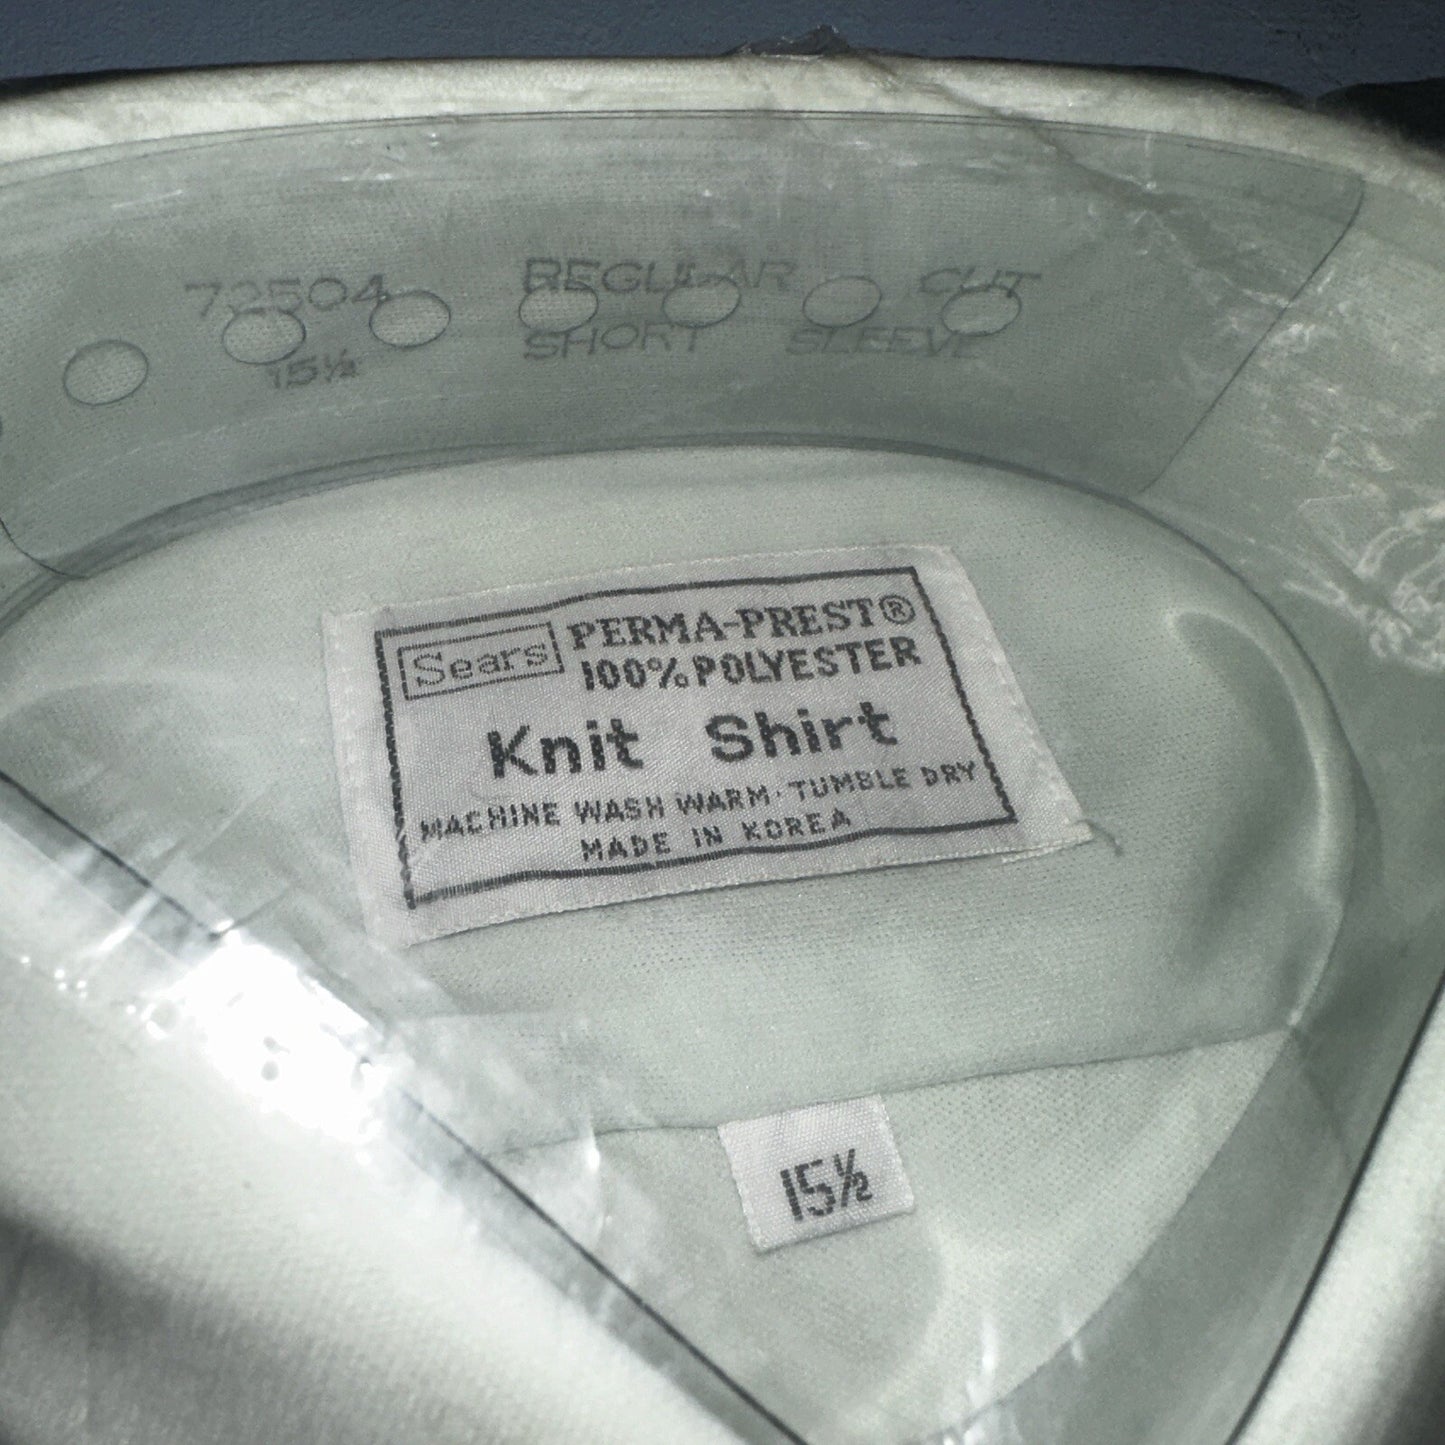 72504 REGULAR CUT
15½ SHORT SLEEVE
Sears PERMA-PREST®
100% POLYESTER
Knit Shirt
MACHINE WASH WARM·TUMBLE DRY
MADE IN KOREA
15½